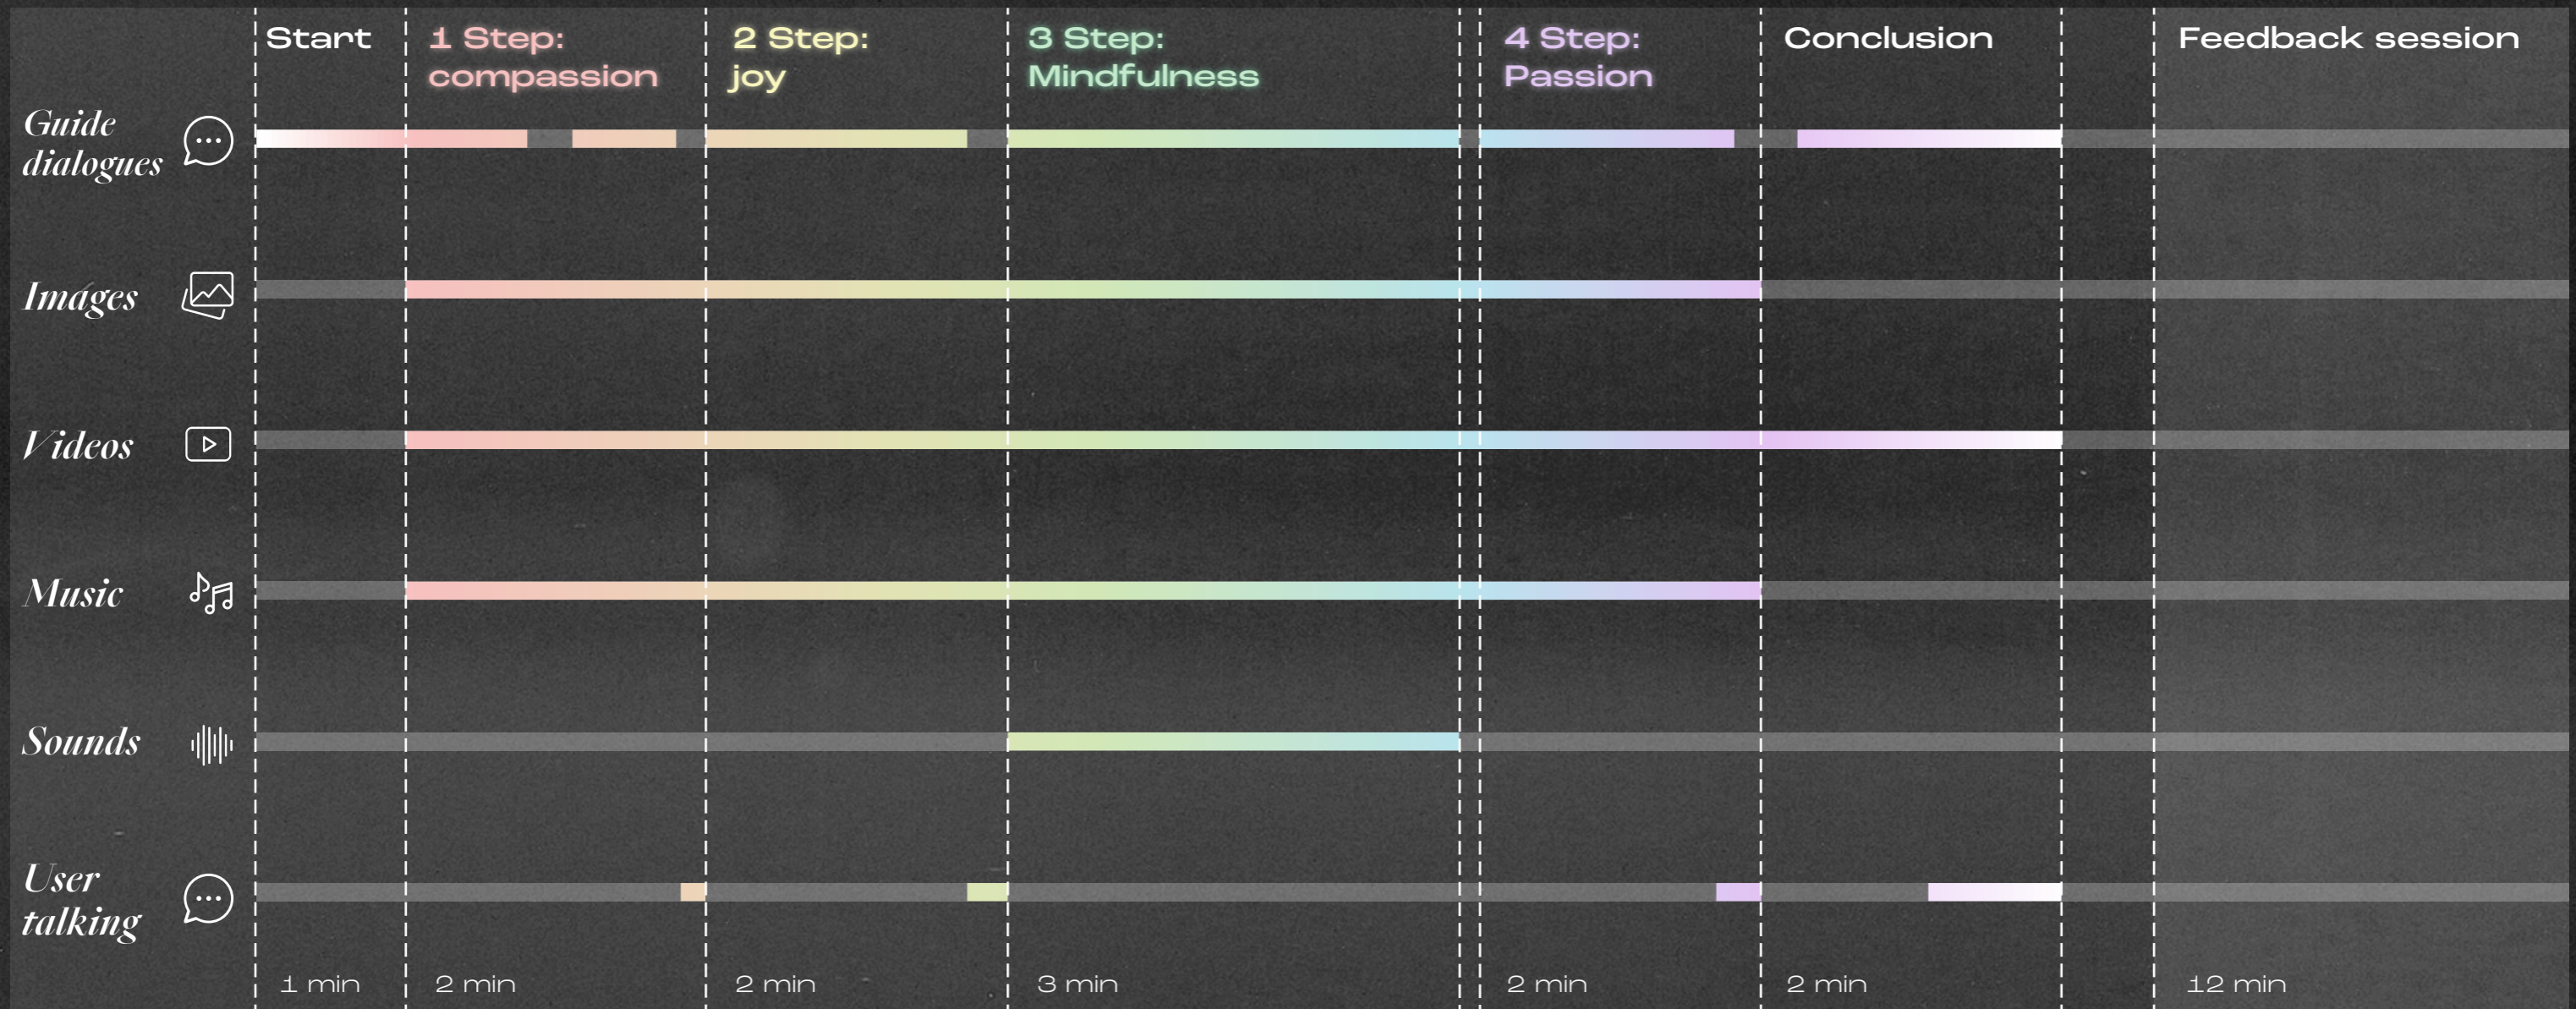 Start
1 Step:
compassion
2 Step:
joy
3 Step:
Mindfulness
4 Step:
Passion
Conclusion
Feedback session
Guide
dialogues
Images
Videos
Music
Sounds
User
talking
1 min
2 min
2 min
3 min
2 min
2 min
12 min